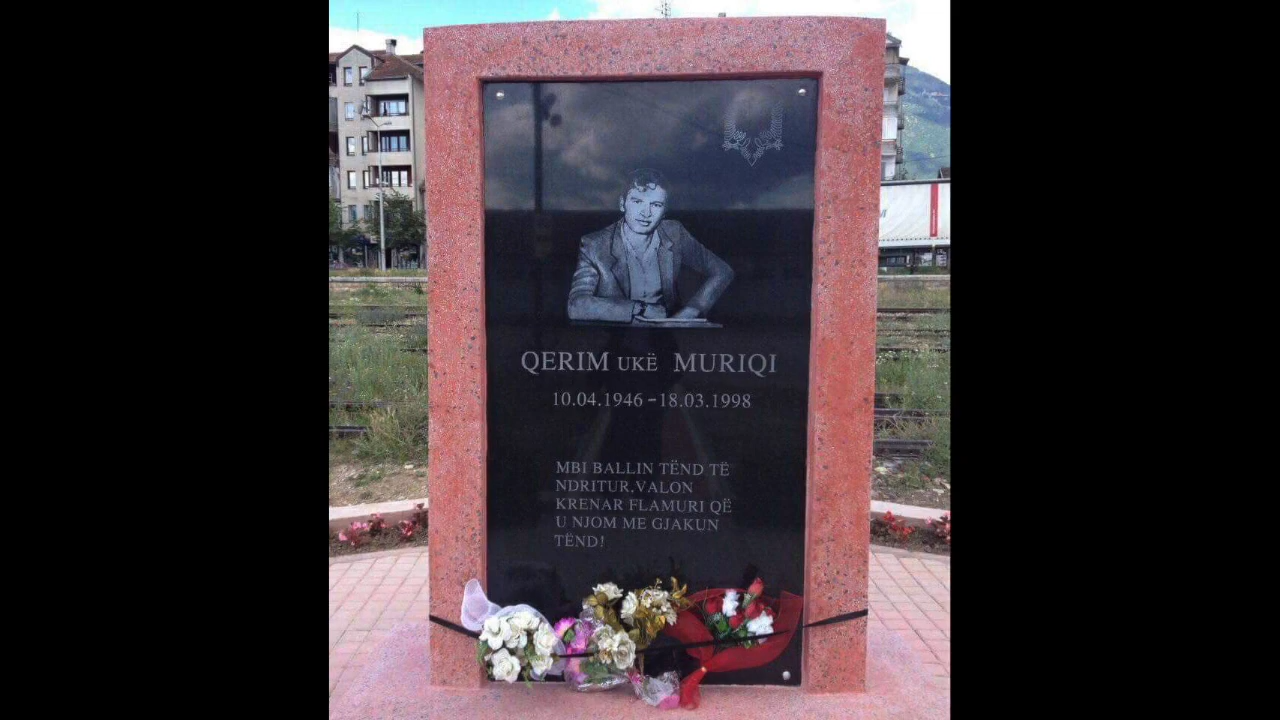 QERIM UKË MURIQI
10.04.1946 - 18.03.1998
MBI BALLIN TËND TË
NDRITUR,VALON
KRENAR FLAMURI QË
U NJOM ME GJAKUN
TËND!